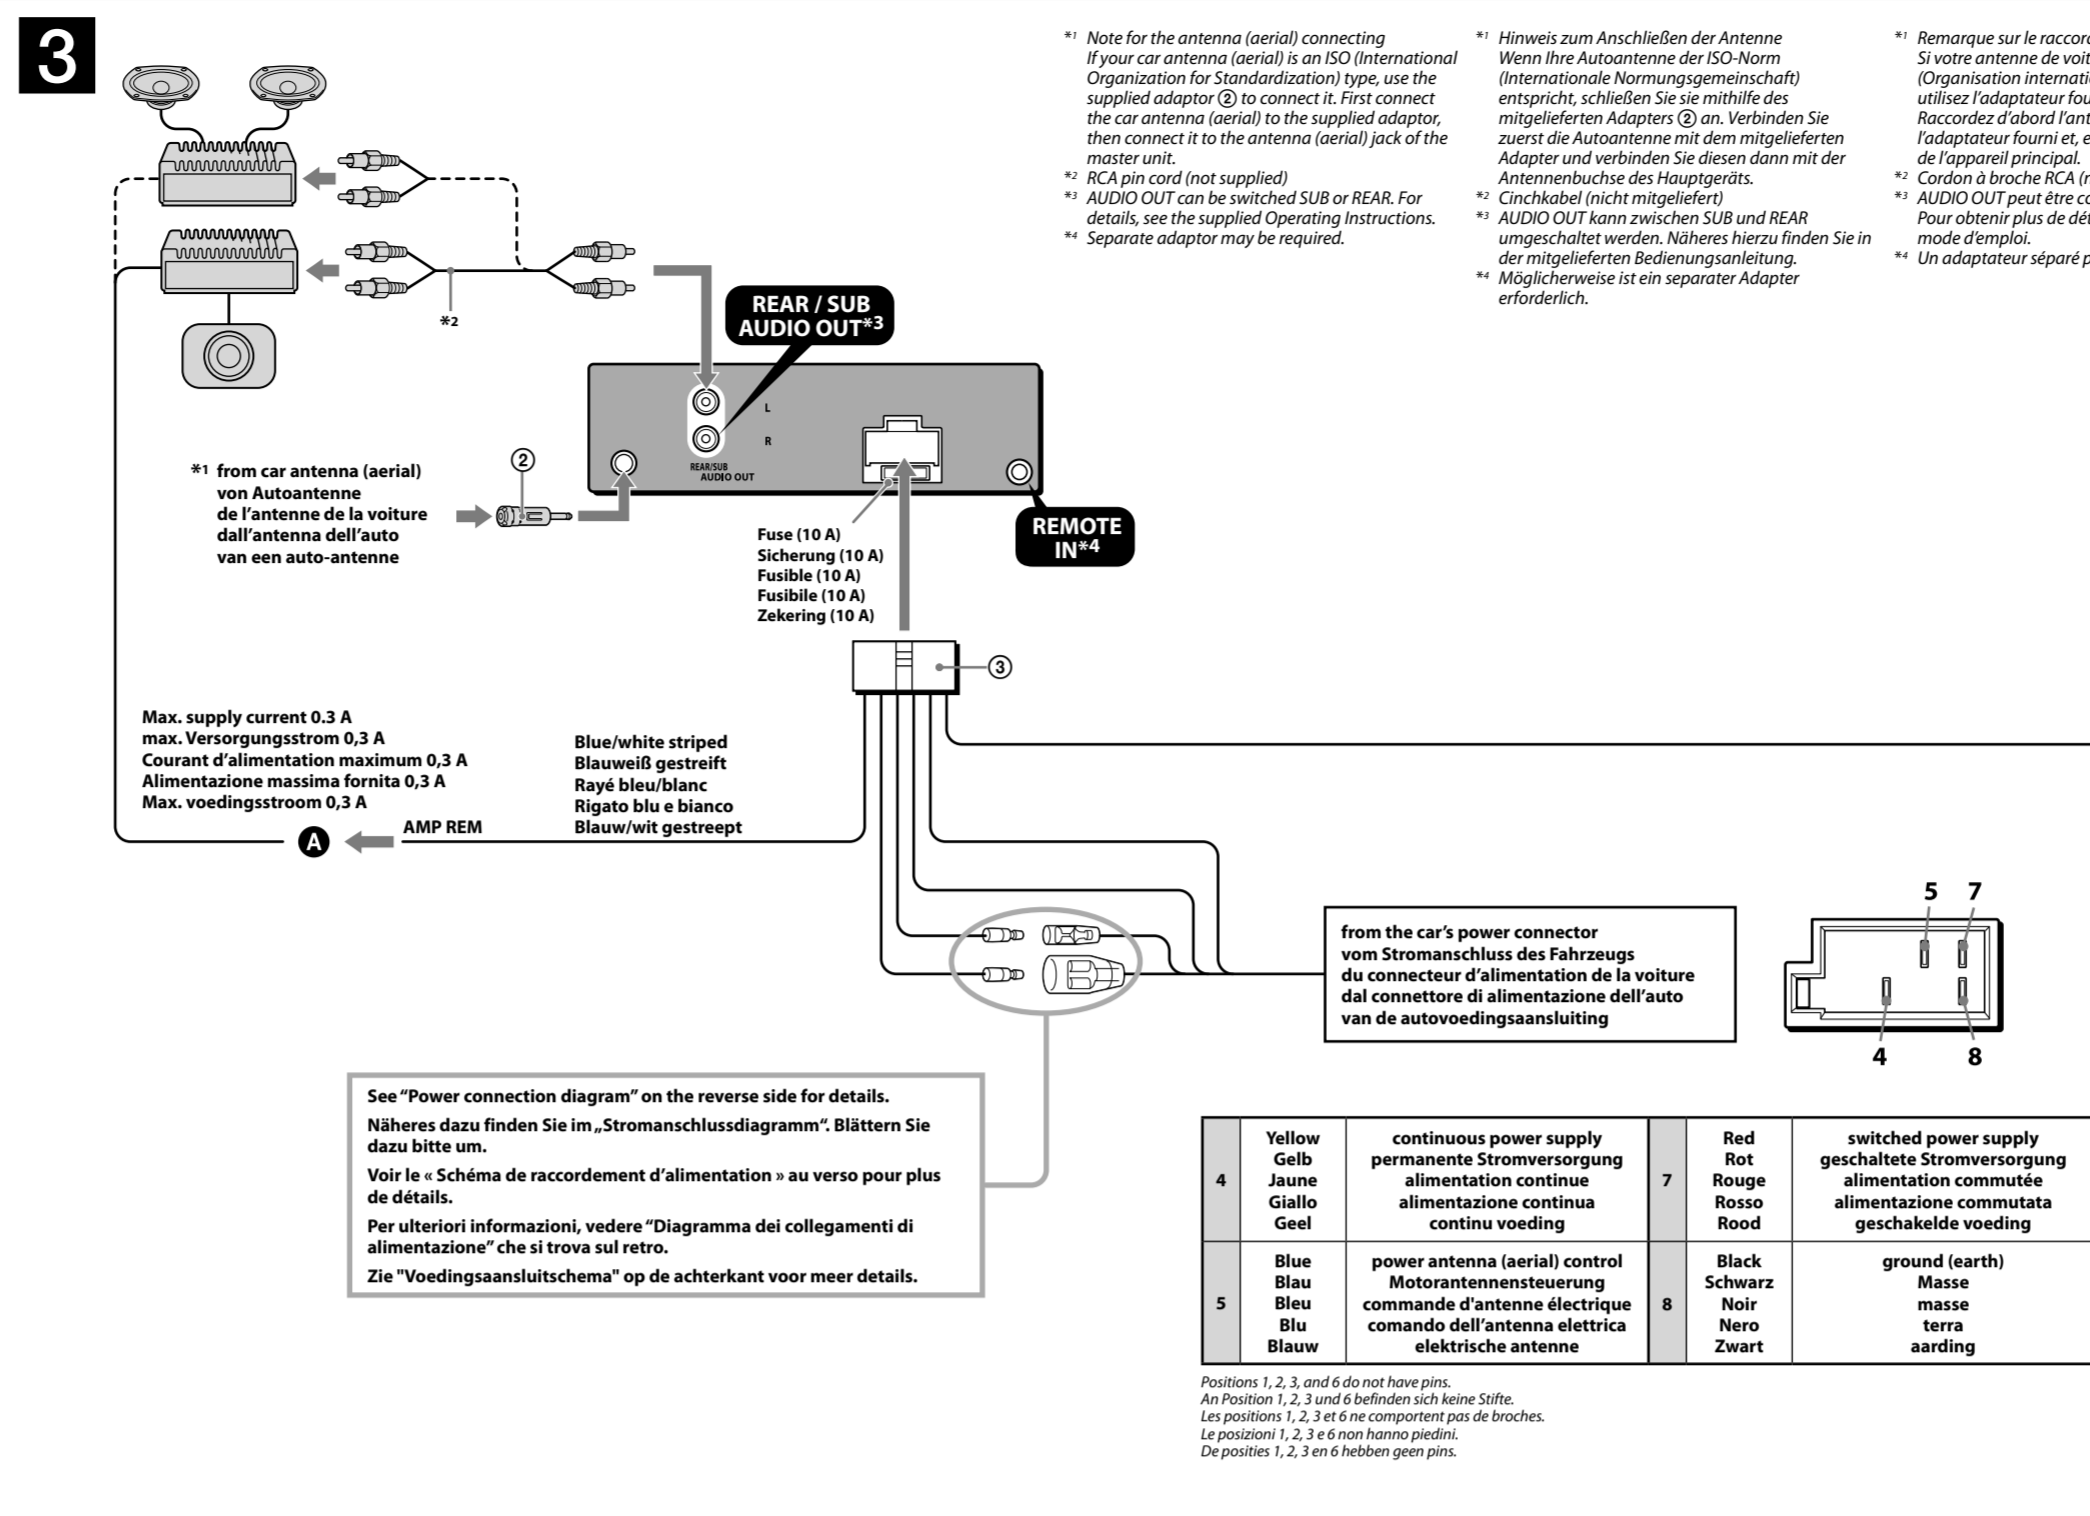 3
*1 Note for the antenna (aerial) connecting
If your car antenna (aerial) is an ISO (International
Organization for Standardization) type, use the
supplied adaptor ② to connect it. First connect
the car antenna (aerial) to the supplied adaptor,
then connect it to the antenna (aerial) jack of the
master unit.
*2 RCA pin cord (not supplied)
*3 AUDIO OUT can be switched SUB or REAR. For
details, see the supplied Operating Instructions.
*4 Separate adaptor may be required.
*1 Hinweis zum Anschließen der Antenne
Wenn Ihre Autoantenne der ISO-Norm
(Internationale Normungsgemeinschaft)
entspricht, schließen Sie sie mithilfe des
mitgelieferten Adapters ② an. Verbinden Sie
zuerst die Autoantenne mit dem mitgelieferten
Adapter und verbinden Sie diesen dann mit der
Antennenbuchse des Hauptgeräts.
*2 Cinchkabel (nicht mitgeliefert)
*3 AUDIO OUT kann zwischen SUB und REAR
umgeschaltet werden. Näheres hierzu finden Sie in
der mitgelieferten Bedienungsanleitung.
*4 Möglicherweise ist ein separater Adapter
erforderlich.
*1 Remarque sur le
Si votre antenne de
(Organisation
utilisez l'adaptateur
Raccordez d'abord
l'adaptateur fourni et,
de l'appareil principal.
*2 Cordon à broche RCA
*3 AUDIO OUT peut être
Pour obtenir plus de
mode d'emploi.
*4 Un adaptateur séparé
*2
REAR / SUB
AUDIO OUT*3
L
R
REAR/SUB
AUDIO OUT
*1 from car antenna (aerial)
von Autoantenne
de l'antenne de la voiture
dall'antenna dell'auto
van een auto-antenne
②
Fuse (10 A)
Sicherung (10 A)
Fusible (10 A)
Fusibile (10 A)
Zekering (10 A)
REMOTE
IN*4
③
Max. supply current 0.3 A
max. Versorgungsstrom 0,3 A
Courant d'alimentation maximum 0,3 A
Alimentazione massima fornita 0,3 A
Max. voedingsstroom 0,3 A
Blue/white striped
Blauweiß gestreift
Rayé bleu/blanc
Rigato blu e bianco
Blauw/wit gestreept
A
AMP REM
from the car's power connector
vom Stromanschluss des Fahrzeugs
du connecteur d'alimentation de la voiture
dal connettore di alimentazione dell'auto
van de autovoedingsaansluiting
5 7
4 8
See “Power connection diagram” on the reverse side for details.
Näheres dazu finden Sie im „Stromanschlussdiagramm“. Blättern Sie
dazu bitte um.
Voir le « Schéma de raccordement d'alimentation » au verso pour plus
de détails.
Per ulteriori informazioni, vedere “Diagramma dei collegamenti di
alimentazione” che si trova sul retro.
Zie "Voedingsaansluitschema" op de achterkant voor meer details.
4
Yellow
Gelb
Jaune
Giallo
Geel
continuous power supply
permanente Stromversorgung
alimentation continue
alimentazione continua
continu voeding
7
Red
Rot
Rouge
Rosso
Rood
switched power supply
geschaltete Stromversorgung
alimentation commutée
alimentazione commutata
geschakelde voeding
5
Blue
Blau
Bleu
Blu
Blauw
power antenna (aerial) control
Motorantennensteuerung
commande d'antenne électrique
comando dell'antenna elettrica
elektrische antenne
8
Black
Schwarz
Noir
Nero
Zwart
ground (earth)
Masse
masse
terra
aarding
Positions 1, 2, 3, and 6 do not have pins.
An Position 1, 2, 3 und 6 befinden sich keine Stifte.
Les positions 1, 2, 3 et 6 ne comportent pas de broches.
Le posizioni 1, 2, 3 e 6 non hanno piedini.
De posities 1, 2, 3 en 6 hebben geen pins.